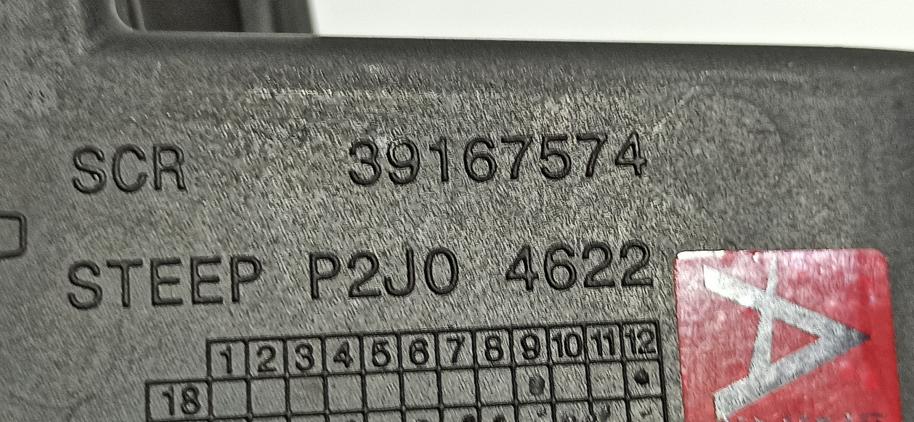 SCR 39167574
STEEP P2J0 4622
1 2 3 4 5 6 7 8 9 10 11 12
18
A